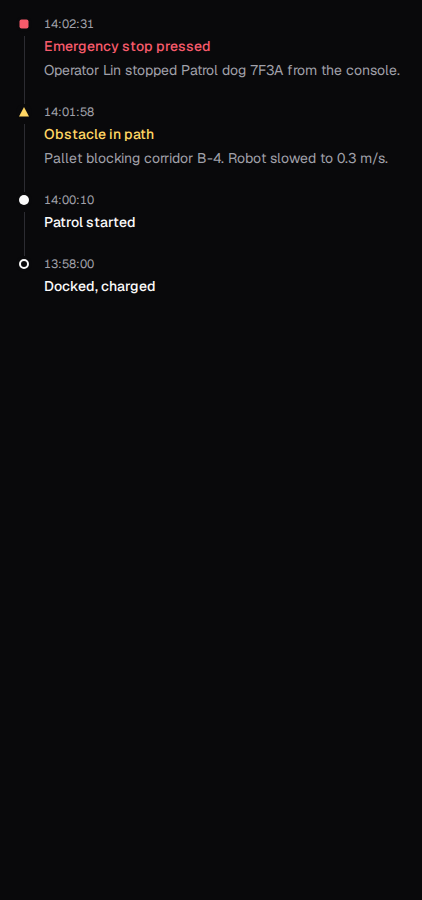 14:02:31
Emergency stop pressed
Operator Lin stopped Patrol dog 7F3A from the console.
14:01:58
Obstacle in path
Pallet blocking corridor B-4. Robot slowed to 0.3 m/s.
14:00:10
Patrol started
13:58:00
Docked, charged